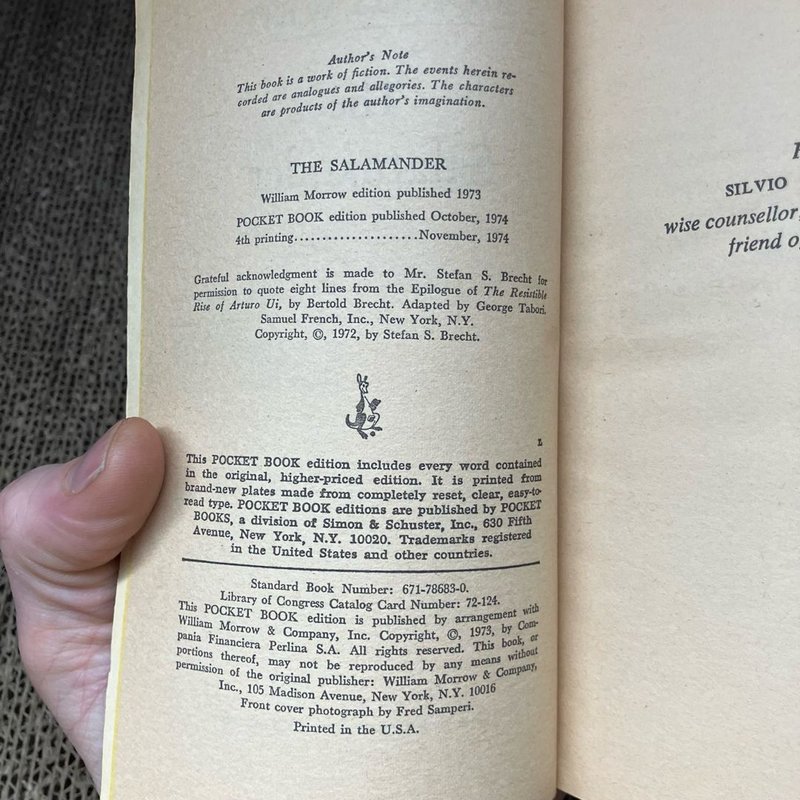 Author's Note
This book is a work of fiction. The events herein re-
corded are analogues and allegories. The characters
are products of the author's imagination.
THE SALAMANDER
William Morrow edition published 1973
POCKET BOOK edition published October, 1974
4th printing.....................November, 1974
Grateful acknowledgment is made to Mr. Stefan S. Brecht for
permission to quote eight lines from the Epilogue of The Resistible
Rise of Arturo Ui, by Bertold Brecht. Adapted by George Tabori.
Samuel French, Inc., New York, N.Y.
Copyright, ©, 1972, by Stefan S. Brecht.
L
This POCKET BOOK edition includes every word contained
in the original, higher-priced edition. It is printed from
brand-new plates made from completely reset, clear, easy-to-
read type. POCKET BOOK editions are published by POCKET
BOOKS, a division of Simon & Schuster, Inc., 630 Fifth
Avenue, New York, N.Y. 10020. Trademarks registered
in the United States and other countries.
Standard Book Number: 671-78683-0.
Library of Congress Catalog Card Number: 72-124.
This POCKET BOOK edition is published by arrangement with
William Morrow & Company, Inc. Copyright, ©, 1973, by Com-
pania Financiera Perlina S.A. All rights reserved. This book, or
portions thereof, may not be reproduced by any means without
permission of the original publisher: William Morrow & Company,
Inc., 105 Madison Avenue, New York, N.Y. 10016
Front cover photograph by Fred Samperi.
Printed in the U.S.A.
SILVIO
wise counsellor,
friend o